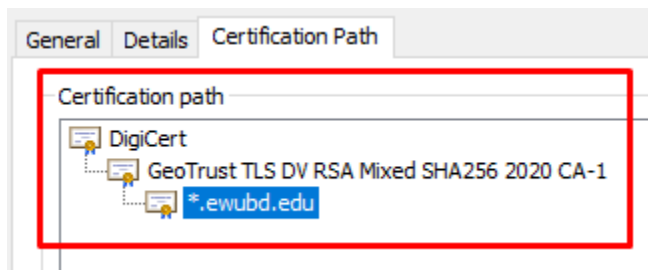 General Details Certification Path
Certification path
DigiCert
GeoTrust TLS DV RSA Mixed SHA256 2020 CA-1
*.ewubd.edu